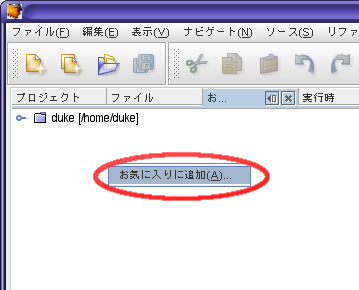 ファイル(F) 編集(E) 表示(V) ナビゲート(N) ソース(S) リファ
プロジェクト ファイル お... 実行時
duke [/home/duke]
お気に入りに追加(A)...